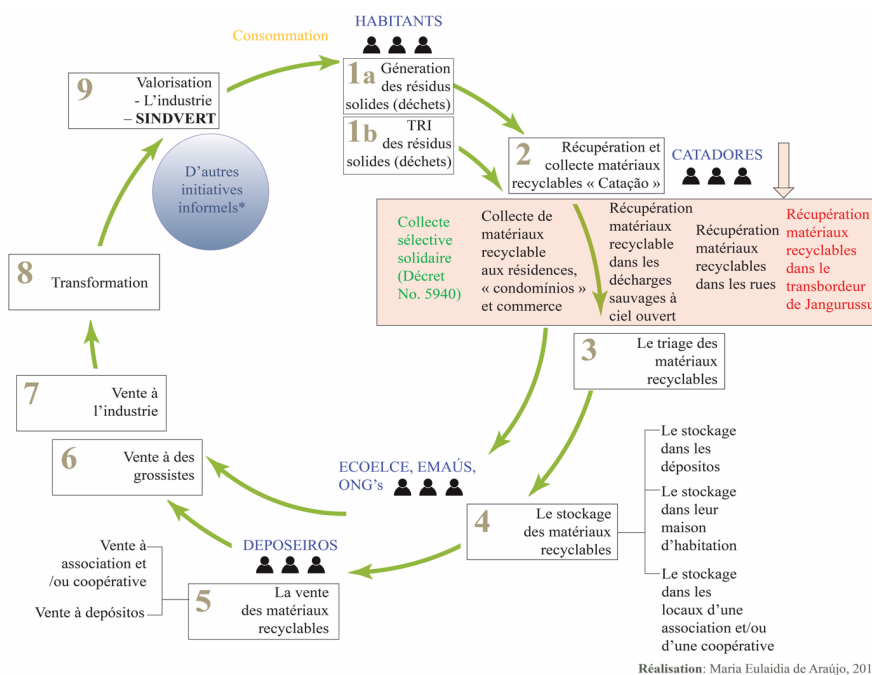 Consommation
HABITANTS
1a Géneration
des résidus
solides (déchets)
1b TRI
des résidus
solides (déchets)
2 Récupération et
collecte matériaux
recyclables « Catação »
CATADORES
Collecte
sélective
solidaire
(Décret
No. 5940)
Collecte de
matériaux
recyclable
aux résidences,
« condomínios »
et commerce
Récupération
matériaux
recyclable
dans les
décharges
sauvages à
ciel ouvert
Récupération
matériaux
recyclables
dans les rues
Récupération
matériaux
recyclables
dans le
transbordeur
de Jangurussu
3 Le triage des
matériaux
recyclables
ECOELCE, EMAÚS,
ONG's
4 Le stockage
des matériaux
recyclables
Le stockage
dans les
dépósitos
Le stockage
dans leur
maison
d'habitation
Le stockage
dans les
locaux d'une
association et/ou
d'une coopérative
DEPOSEIROS
5 La vente
des matériaux
recyclables
Vente à
association et
/ou coopérative
Vente à depósitos
6 Vente à des
grossistes
7 Vente à
l'industrie
8 Transformation
9 Valorisation
- L'industrie
– SINDVERT
D'autres
initiatives
informels*
Réalisation: Maria Eulaidia de Araújo, 201